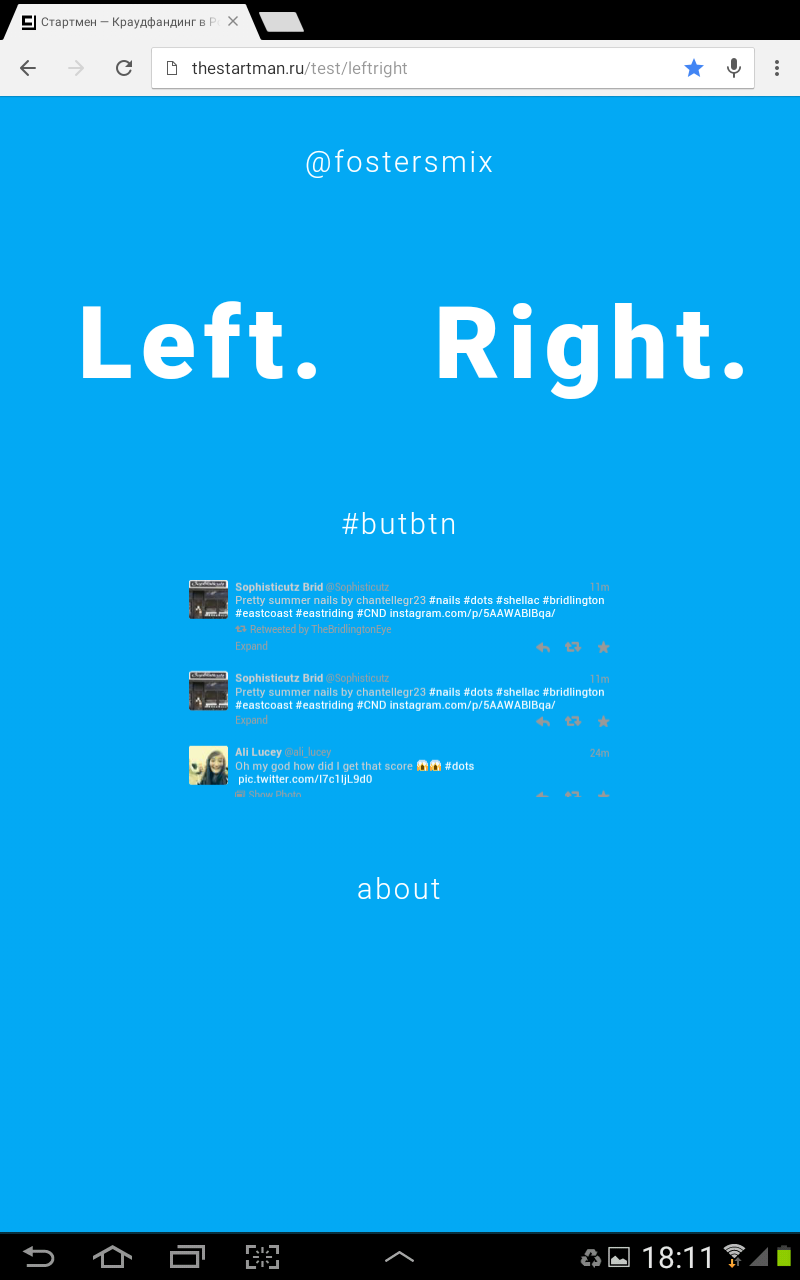 Стартмен — Краудфандинг в Р
thestartman.ru/test/leftright
@fostersmix
Left. Right.
#butbtn
Sophisticutz Brid @Sophisticutz 11m
Pretty summer nails by chantellegr23 #nails #dots #shellac #bridlington
#eastcoast #eastriding #CND instagram.com/p/5AAWABlBqa/
Retweeted by TheBridlingtonEye
Expand
Sophisticutz Brid @Sophisticutz 11m
Pretty summer nails by chantellegr23 #nails #dots #shellac #bridlington
#eastcoast #eastriding #CND instagram.com/p/5AAWABlBqa/
Expand
Ali Lucey @ali_lucey 24m
Oh my god how did I get that score 😱😱 #dots
pic.twitter.com/I7c1IjL9d0
Show Photo
about
18:11